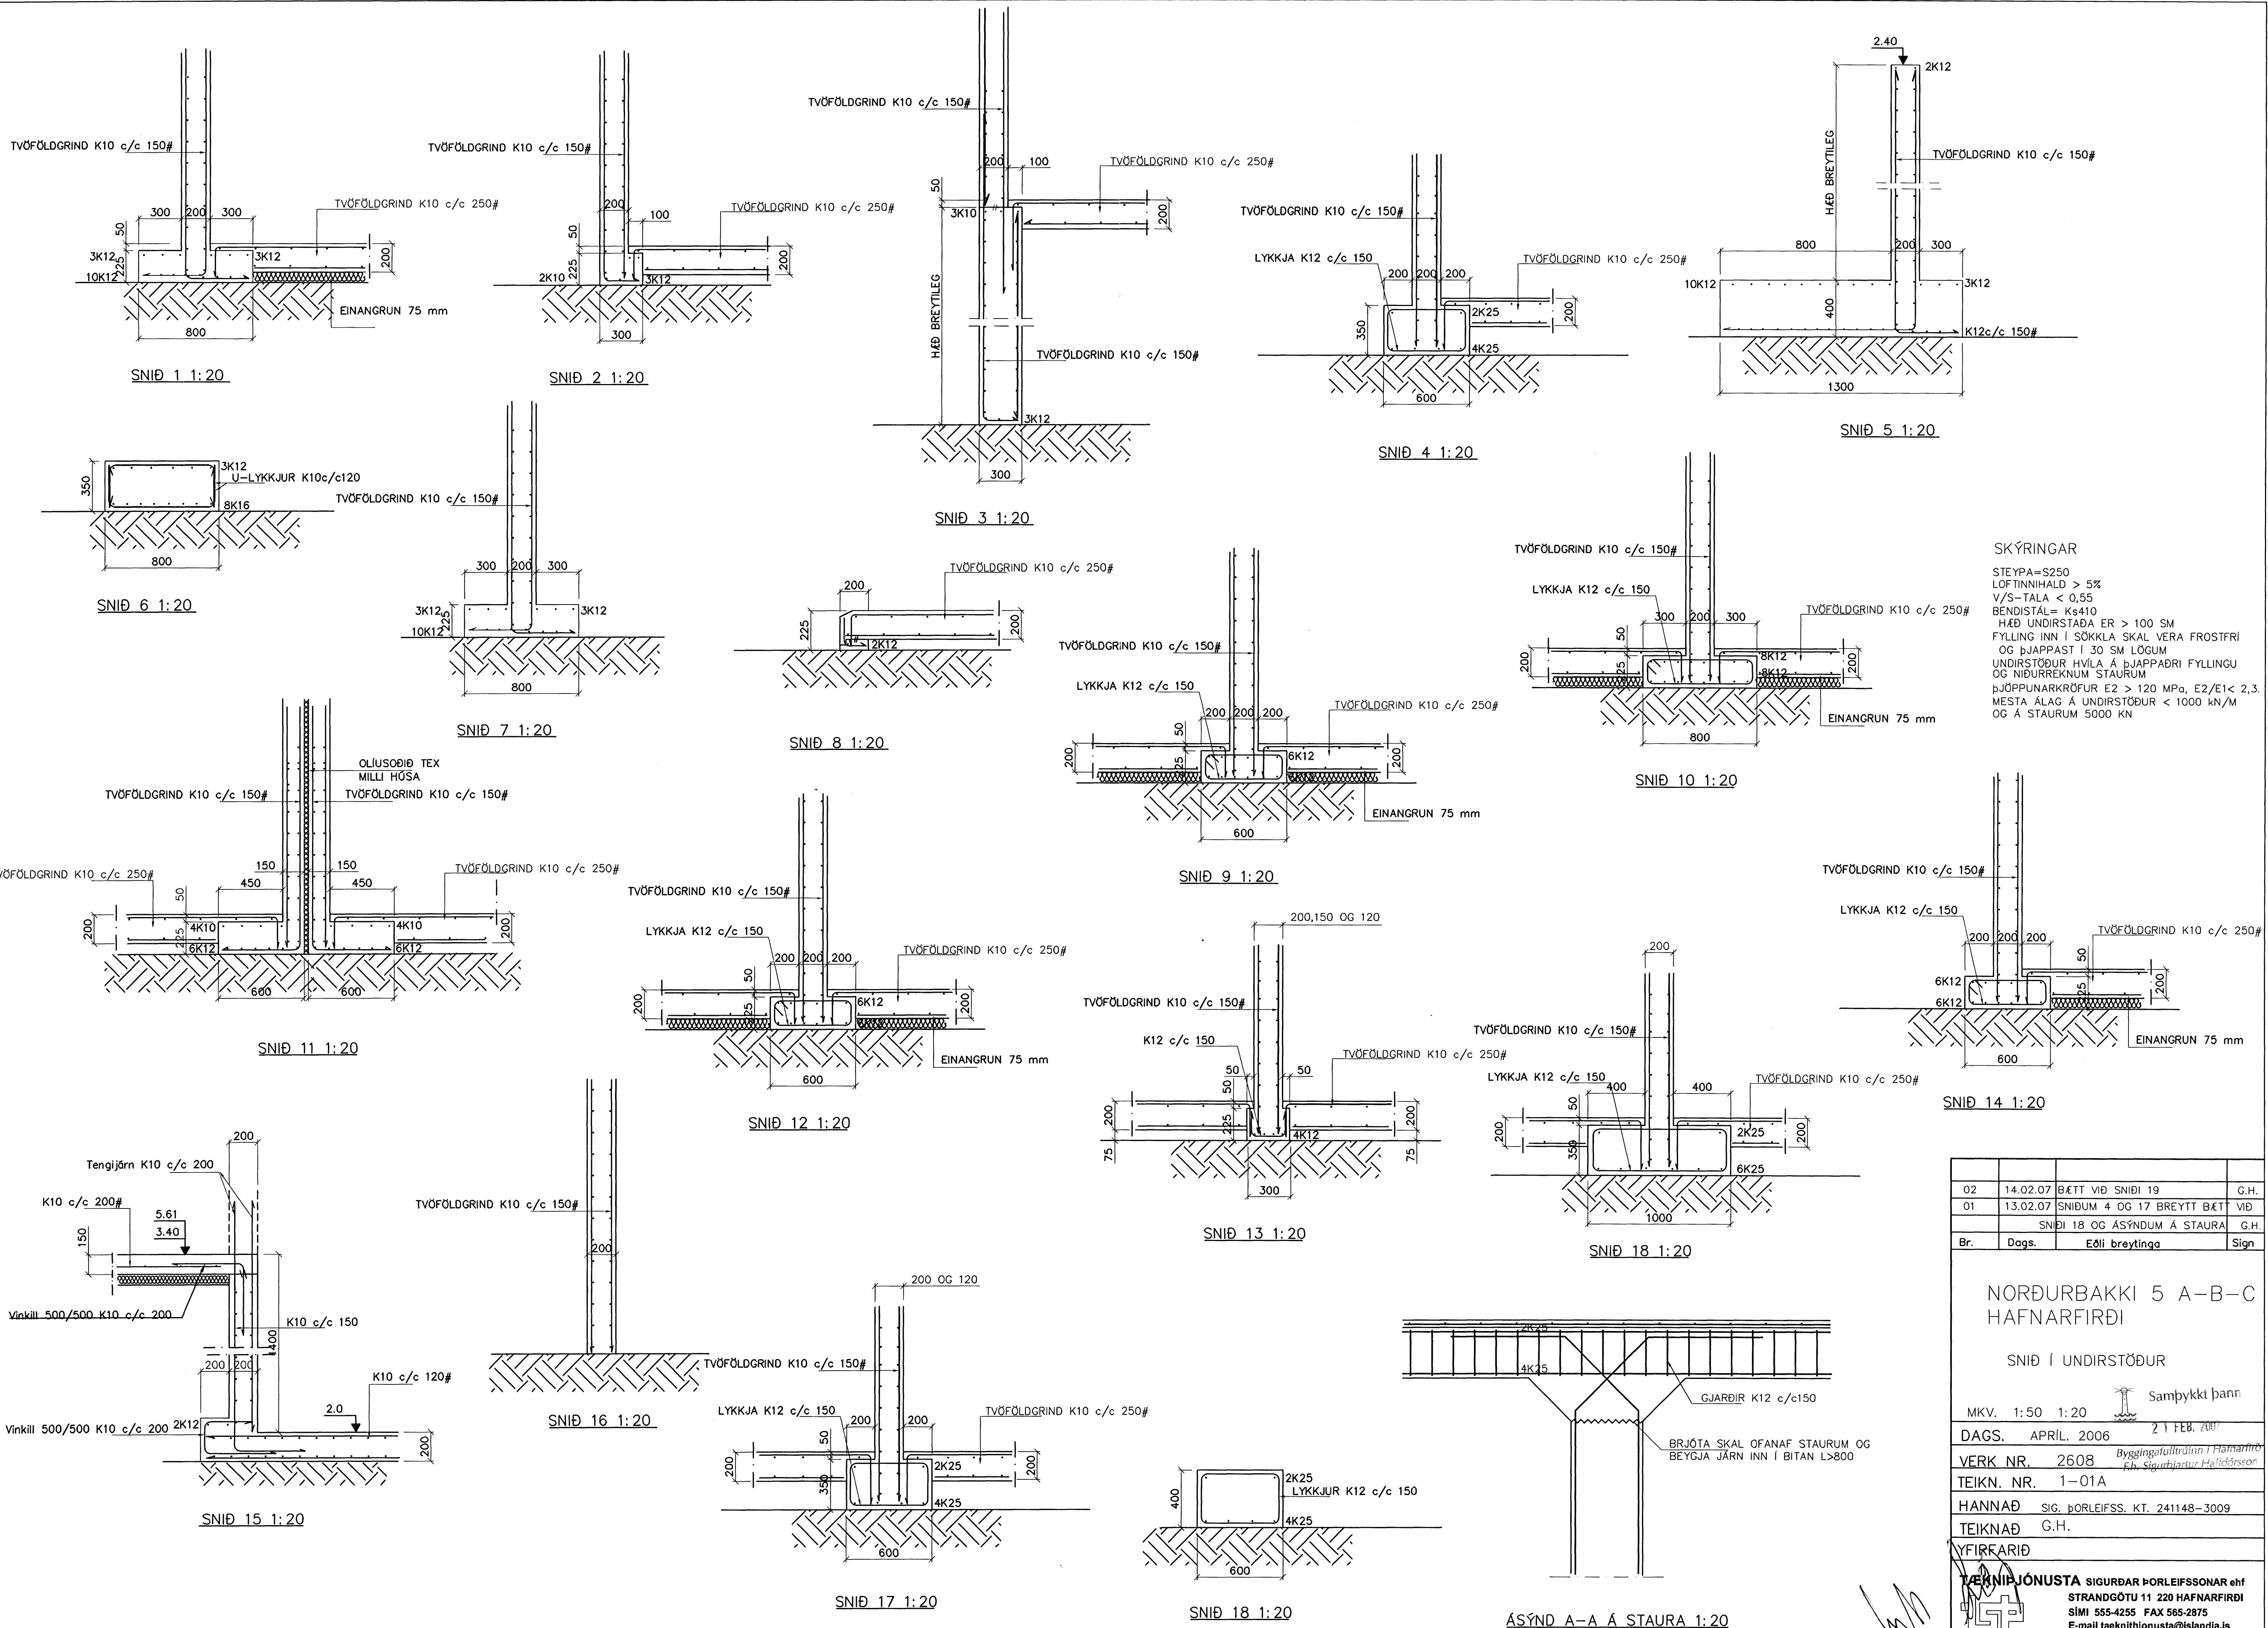 TVÖFÖLDGRIND K10 c/c 150#
TVÖFÖLDGRIND K10 c/c 250#
300
200
300
50
225
3K12
10K12
3K12
200
EINANGRUN 75 mm
800
SNIÐ 1 1:20
TVÖFÖLDGRIND K10 c/c 150#
200
100
TVÖFÖLDGRIND K10 c/c 250#
50
225
2K10
3K12
200
300
SNIÐ 2 1:20
TVÖFÖLDGRIND K10 c/c 150#
200
100
TVÖFÖLDGRIND K10 c/c 250#
50
3K10
200
HÆÐ BREYTILEG
TVÖFÖLDGRIND K10 c/c 150#
3K12
300
SNIÐ 3 1:20
TVÖFÖLDGRIND K10 c/c 150#
LYKKJA K12 c/c 150
200
200
200
TVÖFÖLDGRIND K10 c/c 250#
2K25
200
350
4K25
600
SNIÐ 4 1:20
2.40
2K12
HÆÐ BREYTILEG
TVÖFÖLDGRIND K10 c/c 150#
800
200
300
10K12
3K12
400
K12c/c 150#
1300
SNIÐ 5 1:20
350
3K12
U-LYKKJUR K10c/c120
8K16
800
SNIÐ 6 1:20
TVÖFÖLDGRIND K10 c/c 150#
300
200
300
3K12
225
10K12
3K12
800
SNIÐ 7 1:20
TVÖFÖLDGRIND K10 c/c 250#
200
225
200
2K12
SNIÐ 8 1:20
TVÖFÖLDGRIND K10 c/c 150#
LYKKJA K12 c/c 150
200
200
200
TVÖFÖLDGRIND K10 c/c 250#
50
200
6K12
200
EINANGRUN 75 mm
600
SNIÐ 9 1:20
TVÖFÖLDGRIND K10 c/c 150#
LYKKJA K12 c/c 150
300
200
300
TVÖFÖLDGRIND K10 c/c 250#
50
200
8K12
8K12
200
EINANGRUN 75 mm
800
SNIÐ 10 1:20
SKÝRINGAR
STEYPA=S250
LOFTINNIHALD > 5%
V/S-TALA < 0,55
BENDISTÁL= Ks410
HÆÐ UNDIRSTAÐA ER > 100 SM
FYLLING INN Í SÖKKLA SKAL VERA FROSTFRÍ
OG ÞJAPPAST Í 30 SM LÖGUM
UNDIRSTÖÐUR HVÍLA Á ÞJAPPAÐRI FYLLINGU
OG NIÐURREKNUM STAURUM
ÞJÖPPUNARKRÖFUR E2 > 120 MPa, E2/E1< 2,3.
MESTA ÁLAG Á UNDIRSTÖÐUR < 1000 kN/M
OG Á STAURUM 5000 KN
OLÍUSOÐIÐ TEX
MILLI HÚSA
TVÖFÖLDGRIND K10 c/c 150#
TVÖFÖLDGRIND K10 c/c 150#
150
150
VÖFÖLDGRIND K10 c/c 250#
TVÖFÖLDGRIND K10 c/c 250#
450
450
50
200
4K10
225
6K12
4K10
6K12
200
600
600
SNIÐ 11 1:20
TVÖFÖLDGRIND K10 c/c 150#
LYKKJA K12 c/c 150
200
200
200
TVÖFÖLDGRIND K10 c/c 250#
50
200
6K12
200
EINANGRUN 75 mm
600
SNIÐ 12 1:20
200,150 OG 120
TVÖFÖLDGRIND K10 c/c 150#
K12 c/c 150
TVÖFÖLDGRIND K10 c/c 250#
50
50
50
200
225
4K12
200
75
75
300
SNIÐ 13 1:20
200
TVÖFÖLDGRIND K10 c/c 150#
LYKKJA K12 c/c 150
400
400
TVÖFÖLDGRIND K10 c/c 250#
50
200
350
2K25
200
6K25
1000
SNIÐ 18 1:20
TVÖFÖLDGRIND K10 c/c 150#
LYKKJA K12 c/c 150
200
200
200
TVÖFÖLDGRIND K10 c/c 250#
50
6K12
6K12
200
EINANGRUN 75 mm
600
SNIÐ 14 1:20
200
Tengijárn K10 c/c 200
K10 c/c 200#
5.61
3.40
150
Vinkill 500/500 K10 c/c 200
K10 c/c 150
1400
200
200
K10 c/c 120#
2.0
Vinkill 500/500 K10 c/c 200
2K12
200
SNIÐ 15 1:20
TVÖFÖLDGRIND K10 c/c 150#
200
SNIÐ 16 1:20
200 OG 120
TVÖFÖLDGRIND K10 c/c 150#
LYKKJA K12 c/c 150
200
200
TVÖFÖLDGRIND K10 c/c 250#
50
200
350
2K25
200
4K25
600
SNIÐ 17 1:20
400
2K25
LYKKJUR K12 c/c 150
4K25
600
SNIÐ 18 1:20
2K25
4K25
GJARÐIR K12 c/c150
BRJÓTA SKAL OFANAF STAURUM OG
BEYGJA JÁRN INN Í BITAN L>800
ÁSÝND A-A Á STAURA 1:20
02 14.02.07 BÆTT VIÐ SNIÐI 19 G.H.
01 13.02.07 SNIÐUM 4 OG 17 BREYTT BÆTT VIÐ
SNIÐI 18 OG ÁSÝNDUM Á STAURA G.H.
Br. Dags. Eðli breytinga Sign
NORÐURBAKKI 5 A-B-C
HAFNARFIRÐI
SNIÐ Í UNDIRSTÖÐUR
Samþykkt þann
MKV. 1:50 1:20
21 FEB. 2007
DAGS. APRÍL. 2006
Byggingafulltrúinn í Hafnarfirð
VERK NR. 2608
F.h. Sigurbjartur Halldórsson
TEIKN. NR. 1-01A
HANNAÐ SIG. ÞORLEIFSS. KT. 241148-3009
TEIKNAÐ G.H.
YFIRFARIÐ
TÆKNIÞJÓNUSTA SIGURÐAR ÞORLEIFSSONAR ehf
STRANDGÖTU 11 220 HAFNARFIRÐI
SÍMI 555-4255 FAX 565-2875
E-mail taeknithjonusta@islandia.is